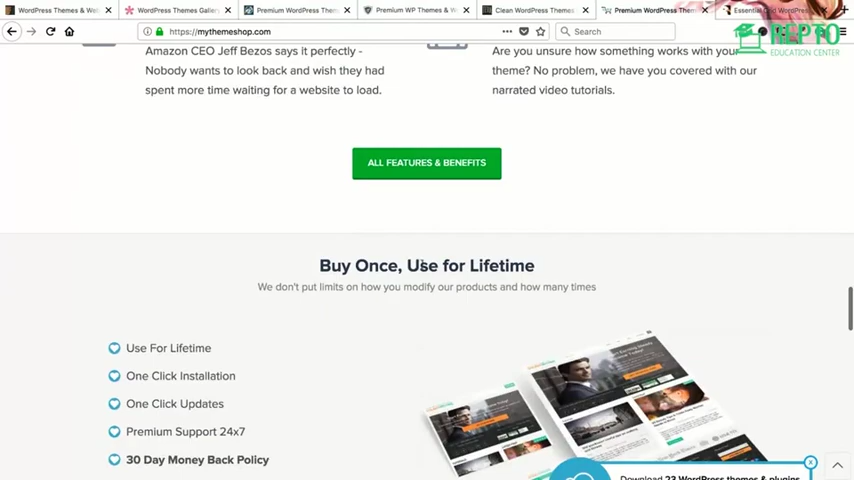 WordPress Themes & Wel
WordPress Themes Galler
Premium WordPress Them
Premium WP Themes & W
Clean WordPress Themes
Premium WordPress Them
Essential Grid WordPres
https://mythemeshop.com
Search
REPTO
EDUCATION CENTER
Amazon CEO Jeff Bezos says it perfectly -
Nobody wants to look back and wish they had
spent more time waiting for a website to load.
Are you unsure how something works with your
theme? No problem, we have you covered with our
narrated video tutorials.
ALL FEATURES & BENEFITS
Buy Once, Use for Lifetime
We don't put limits on how you modify our products and how many times
Use For Lifetime
One Click Installation
One Click Updates
Premium Support 24x7
30 Day Money Back Policy
Download 23 WordPress themes & plugins